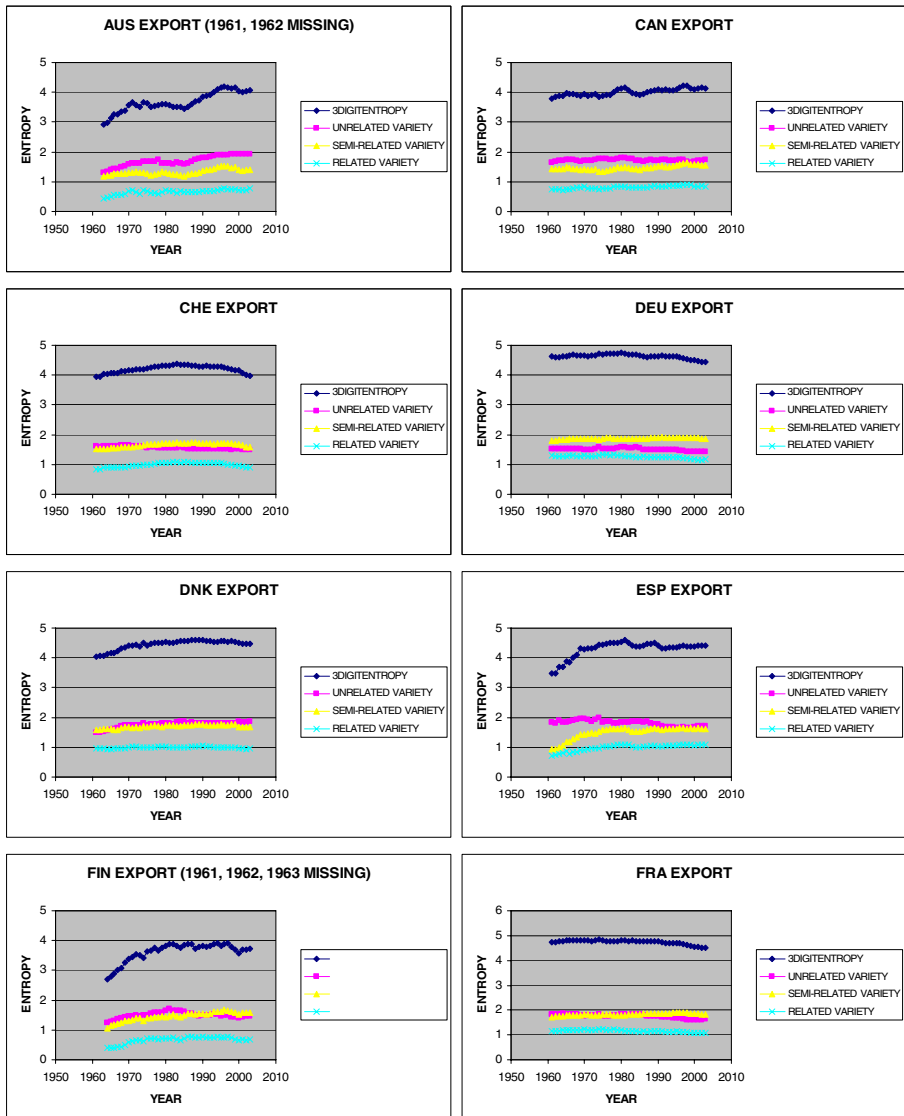 AUS EXPORT (1961, 1962 MISSING)
5
4
3
2
1
0
ENTROPY
1950 1960 1970 1980 1990 2000 2010
YEAR
3DIGITENTROPY
UNRELATED VARIETY
SEMI-RELATED VARIETY
RELATED VARIETY
CAN EXPORT
5
4
3
2
1
0
ENTROPY
1950 1960 1970 1980 1990 2000 2010
YEAR
3DIGITENTROPY
UNRELATED VARIETY
SEMI-RELATED VARIETY
RELATED VARIETY
CHE EXPORT
5
4
3
2
1
0
ENTROPY
1950 1960 1970 1980 1990 2000 2010
YEAR
3DIGITENTROPY
UNRELATED VARIETY
SEMI-RELATED VARIETY
RELATED VARIETY
DEU EXPORT
5
4
3
2
1
0
ENTROPY
1950 1960 1970 1980 1990 2000 2010
YEAR
3DIGITENTROPY
UNRELATED VARIETY
SEMI-RELATED VARIETY
RELATED VARIETY
DNK EXPORT
5
4
3
2
1
0
ENTROPY
1950 1960 1970 1980 1990 2000 2010
YEAR
3DIGITENTROPY
UNRELATED VARIETY
SEMI-RELATED VARIETY
RELATED VARIETY
ESP EXPORT
5
4
3
2
1
0
ENTROPY
1950 1960 1970 1980 1990 2000 2010
YEAR
3DIGITENTROPY
UNRELATED VARIETY
SEMI-RELATED VARIETY
RELATED VARIETY
FIN EXPORT (1961, 1962, 1963 MISSING)
5
4
3
2
1
0
ENTROPY
1950 1960 1970 1980 1990 2000 2010
YEAR
FRA EXPORT
6
5
4
3
2
1
0
ENTROPY
1950 1960 1970 1980 1990 2000 2010
YEAR
3DIGITENTROPY
UNRELATED VARIETY
SEMI-RELATED VARIETY
RELATED VARIETY